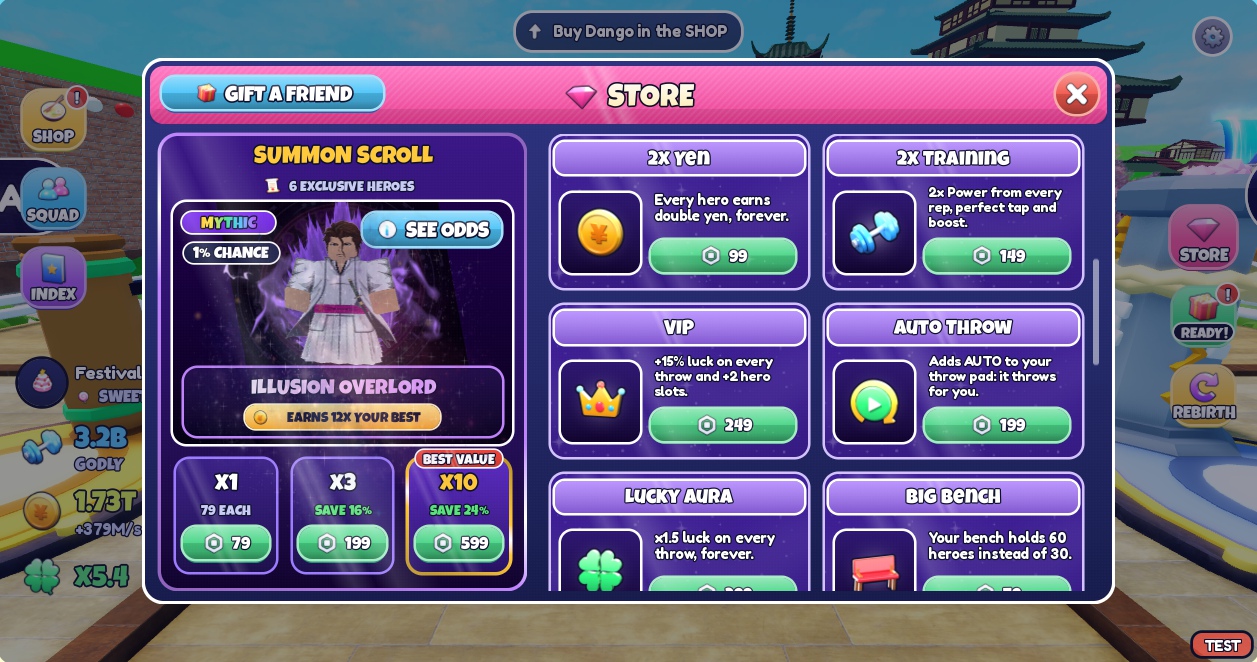 Buy Dango in the SHOP
GIFT A FRIEND
STORE
SHOP
SQUAD
INDEX
Festival
SWEE
3.2B
GODLY
1.73T
+379M/s
X5.4
SUMMON SCROLL
6 EXCLUSIVE HEROES
MYTHIC
1% CHANCE
SEE ODDS
ILLUSION OVERLORD
EARNS 12X YOUR BEST
X1
79 EACH
79
X3
SAVE 16%
199
BEST VALUE
X10
SAVE 24%
599
2X YEN
Every hero earns
double yen, forever.
99
2X TRAINING
2x Power from every
rep, perfect tap and
boost.
149
VIP
+15% luck on every
throw and +2 hero
slots.
249
AUTO THROW
Adds AUTO to your
throw pad: it throws
for you.
199
LUCKY AURA
x1.5 luck on every
throw, forever.
BIG BENCH
Your bench holds 60
heroes instead of 30.
STORE
READY!
REBIRTH
TEST